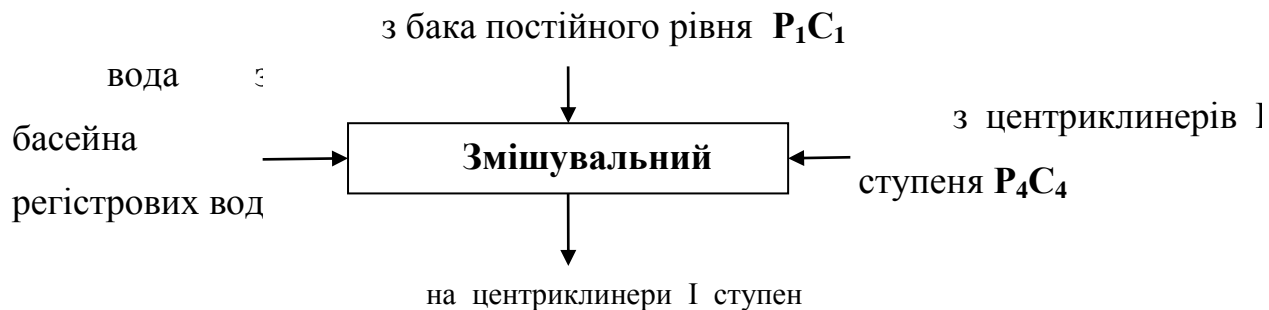 з бака постійного рівня P₁C₁
вода з
басейна
регістрових вод
Змішувальний
з центриклинерів І
ступеня P₄C₄
на центриклинери І ступен